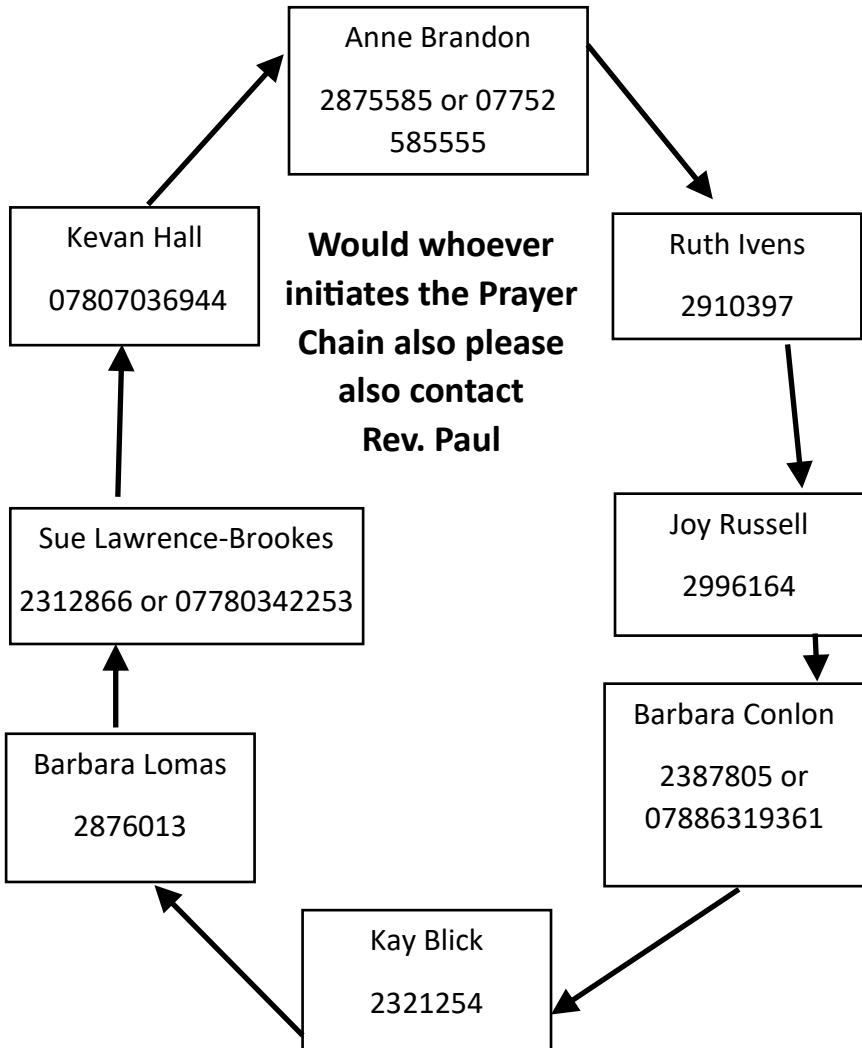 Anne Brandon
2875585 or 07752
585555
Kevan Hall
07807036944
Would whoever
initiates the Prayer
Chain also please
also contact
Rev. Paul
Ruth Ivens
2910397
Sue Lawrence-Brookes
2312866 or 07780342253
Joy Russell
2996164
Barbara Lomas
2876013
Barbara Conlon
2387805 or
07886319361
Kay Blick
2321254